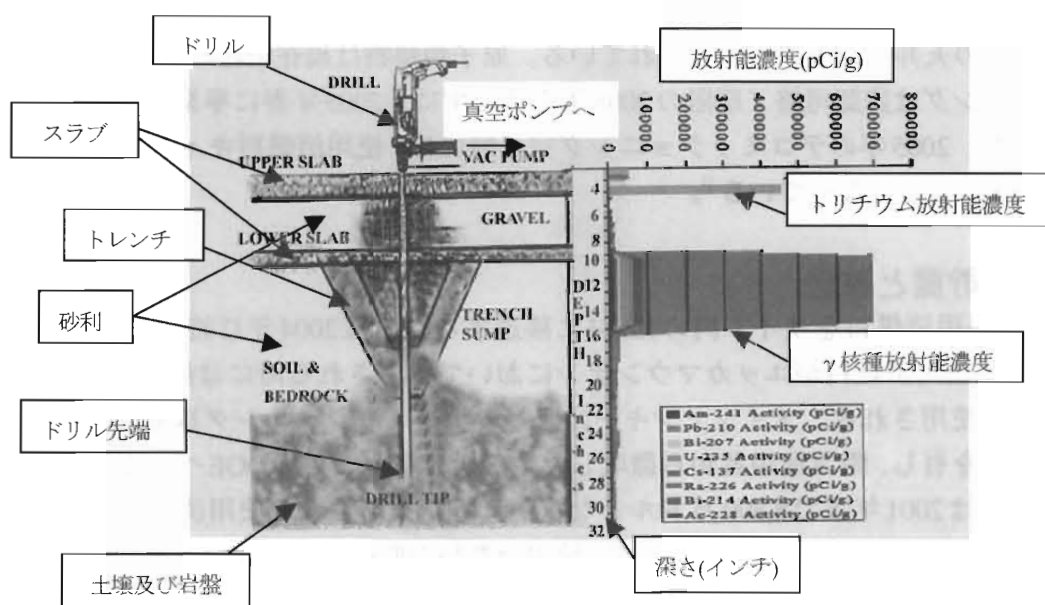 ドリル
放射能濃度(pCi/g)
DRILL
真空ポンプへ
0
100000
200000
300000
400000
500000
600000
700000
800000
スラブ
UPPER SLAB
VAC PUMP
4
トリチウム放射能濃度
GRAVEL
6
トレンチ
LOWER SLAB
8
10
DEPTH
12
砂利
TRENCH
SUMP
14
16
γ核種放射能濃度
18
SOIL &
BEDROCK
20
Inches
22
24
26
28
30
32
Am-241 Activity (pCi/g)
Pb-210 Activity (pCi/g)
Bi-207 Activity (pCi/g)
U-235 Activity (pCi/g)
Cs-137 Activity (pCi/g)
Ra-226 Activity (pCi/g)
Bi-214 Activity (pCi/g)
Ac-228 Activity (pCi/g)
ドリル先端
DRILL TIP
土壌及び岩盤
深さ(インチ)